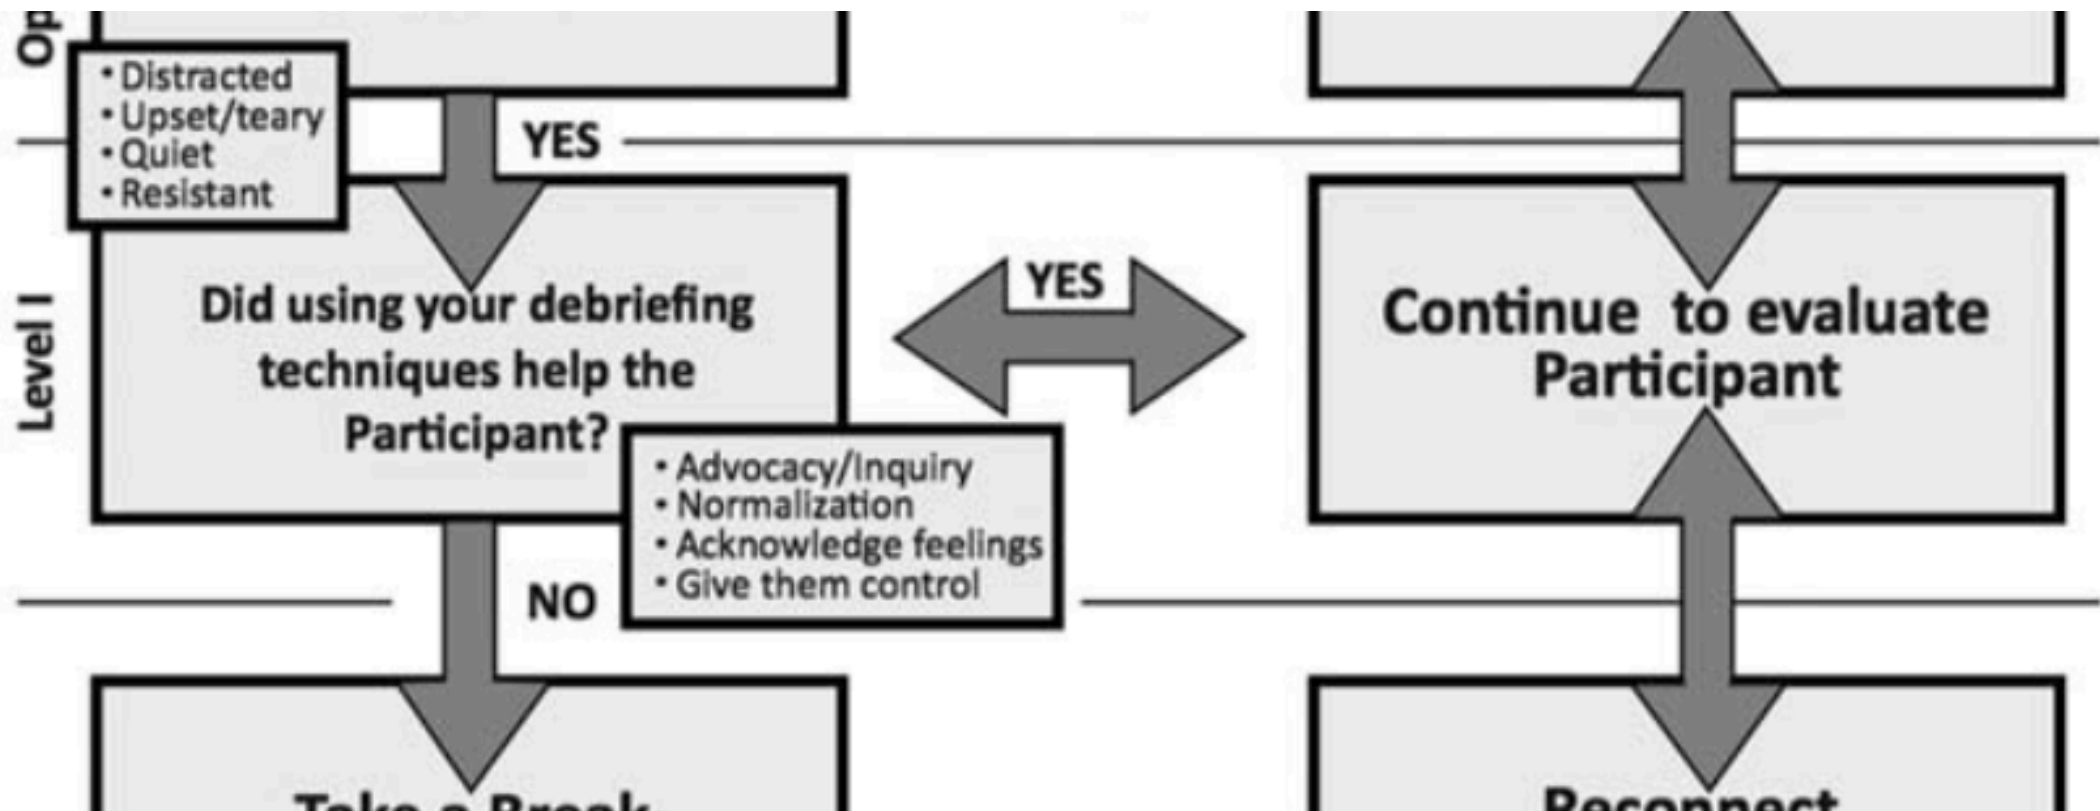 Op
• Distracted
• Upset/teary
• Quiet
• Resistant
YES
Level I
Did using your debriefing
techniques help the
Participant?
YES
Continue to evaluate
Participant
• Advocacy/Inquiry
• Normalization
• Acknowledge feelings
• Give them control
NO
Take a Break
Reconnect